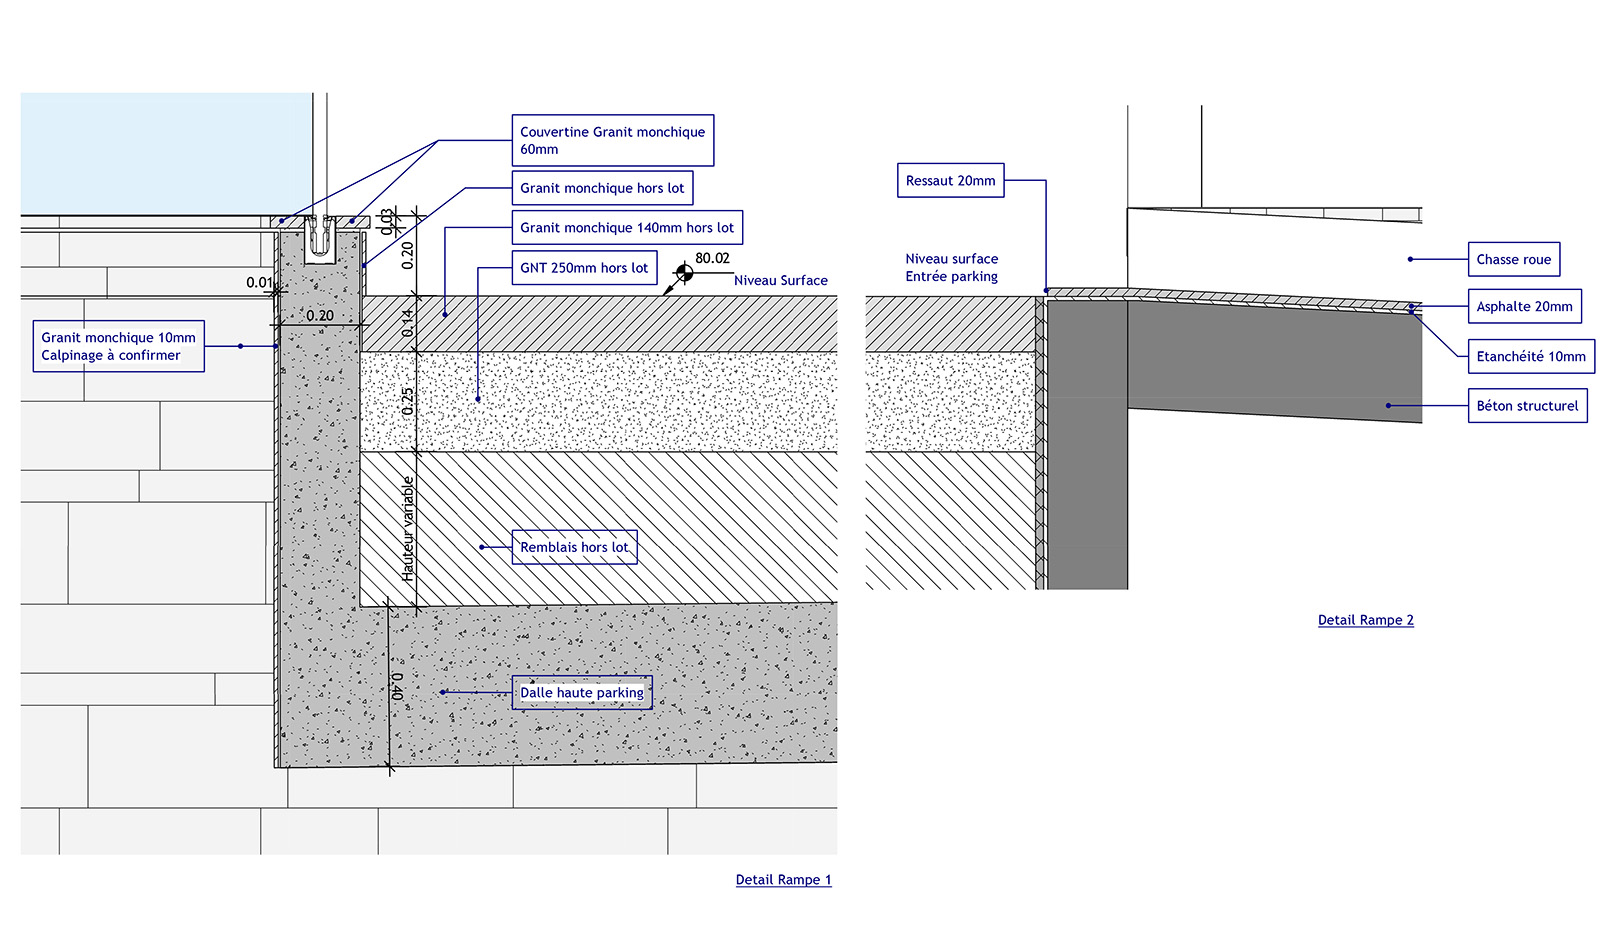 Couvertine Granit monchique
60mm
Granit monchique hors lot
Granit monchique 140mm hors lot
GNT 250mm hors lot
80.02
Niveau Surface
0.03
0.20
0.01
0.20
0.14
Granit monchique 10mm
Calpinage à confirmer
0.25
Hauteur variable
Remblais hors lot
0.40
Dalle haute parking
Detail Rampe 1
Ressaut 20mm
Niveau surface
Entrée parking
Chasse roue
Asphalte 20mm
Etanchéité 10mm
Béton structurel
Detail Rampe 2